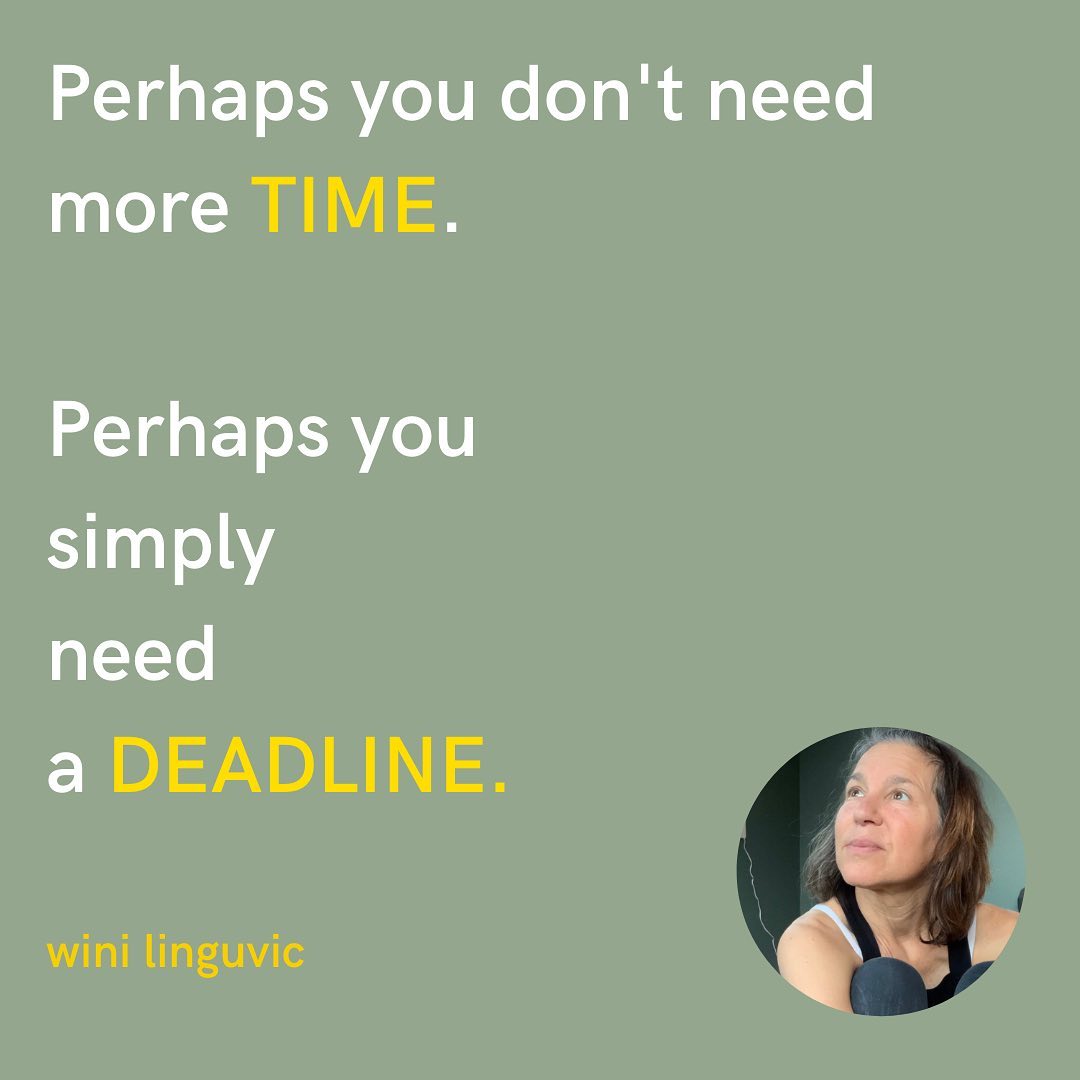 Perhaps you don't need
more TIME.
Perhaps you
simply
need
a DEADLINE.
wini linguvic